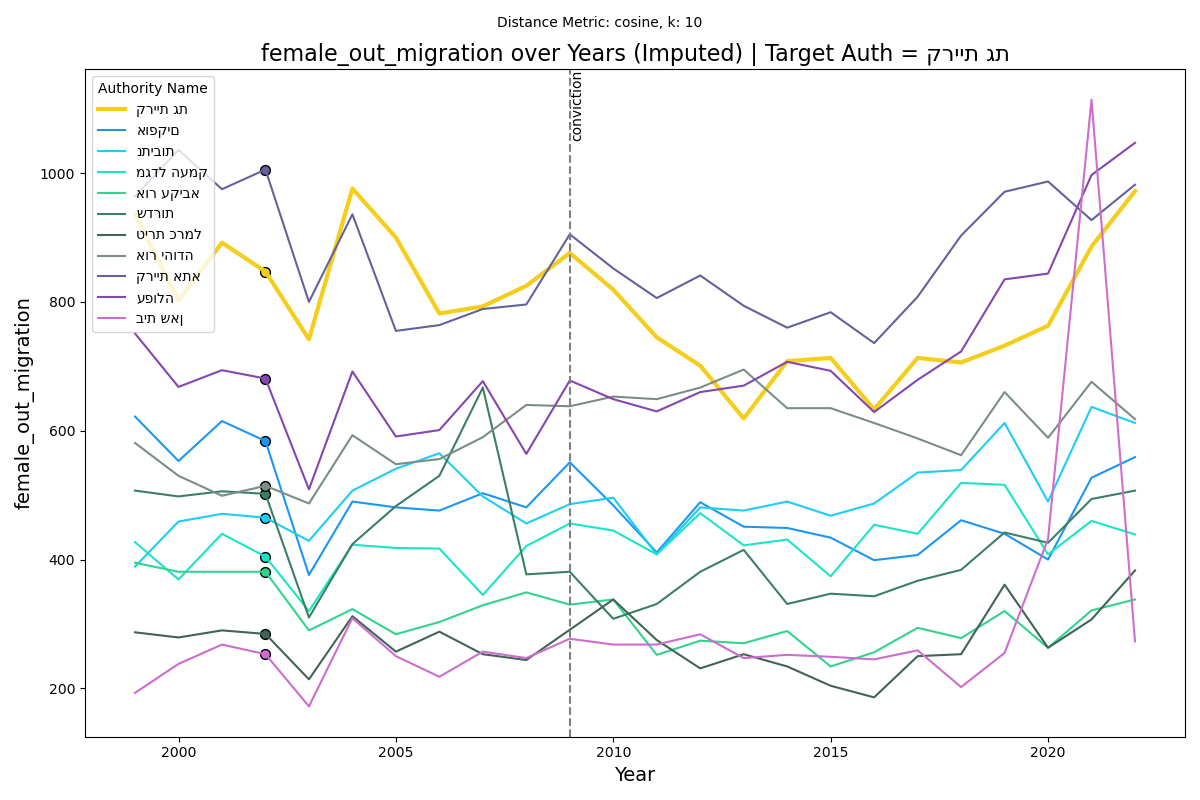 Distance Metric: cosine, k: 10
female_out_migration over Years (Imputed) | Target Auth = קריית גת
conviction
Authority Name
קריית גת
אופקים
נתיבות
מגדל העמק
אור עקיבא
שדרות
טירת כרמל
אור יהודה
קריית אתא
עפולה
בית שאן
female_out_migration
1000
800
600
400
200
2000
2005
2010
2015
2020
Year